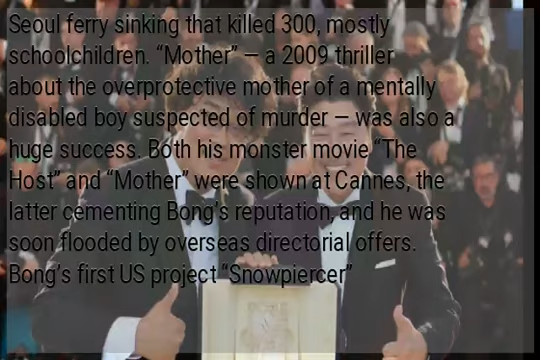 Seoul ferry sinking that killed 300, mostly
schoolchildren. “Mother” — a 2009 thriller
about the overprotective mother of a mentally
disabled boy suspected of murder — was also a
huge success. Both his monster movie “The
Host” and “Mother” were shown at Cannes, the
latter cementing Bong’s reputation, and he was
soon flooded by overseas directorial offers.
Bong’s first US project “Snowpiercer”